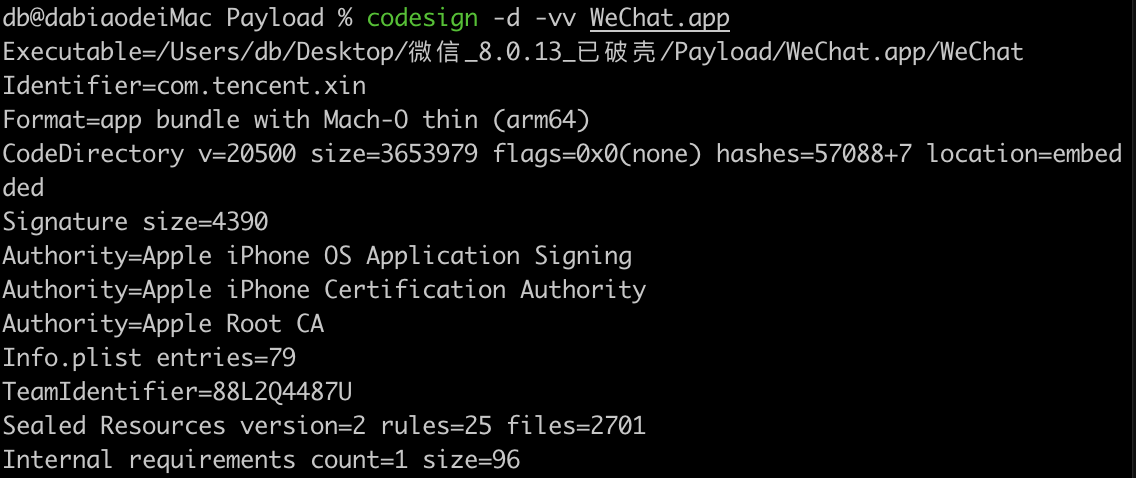 db@dabiaodeiMac Payload % codesign -d -vv WeChat.app
Executable=/Users/db/Desktop/微信_8.0.13_已破壳/Payload/WeChat.app/WeChat
Identifier=com.tencent.xin
Format=app bundle with Mach-O thin (arm64)
CodeDirectory v=20500 size=3653979 flags=0x0(none) hashes=57088+7 location=embed
ded
Signature size=4390
Authority=Apple iPhone OS Application Signing
Authority=Apple iPhone Certification Authority
Authority=Apple Root CA
Info.plist entries=79
TeamIdentifier=88L2Q4487U
Sealed Resources version=2 rules=25 files=2701
Internal requirements count=1 size=96